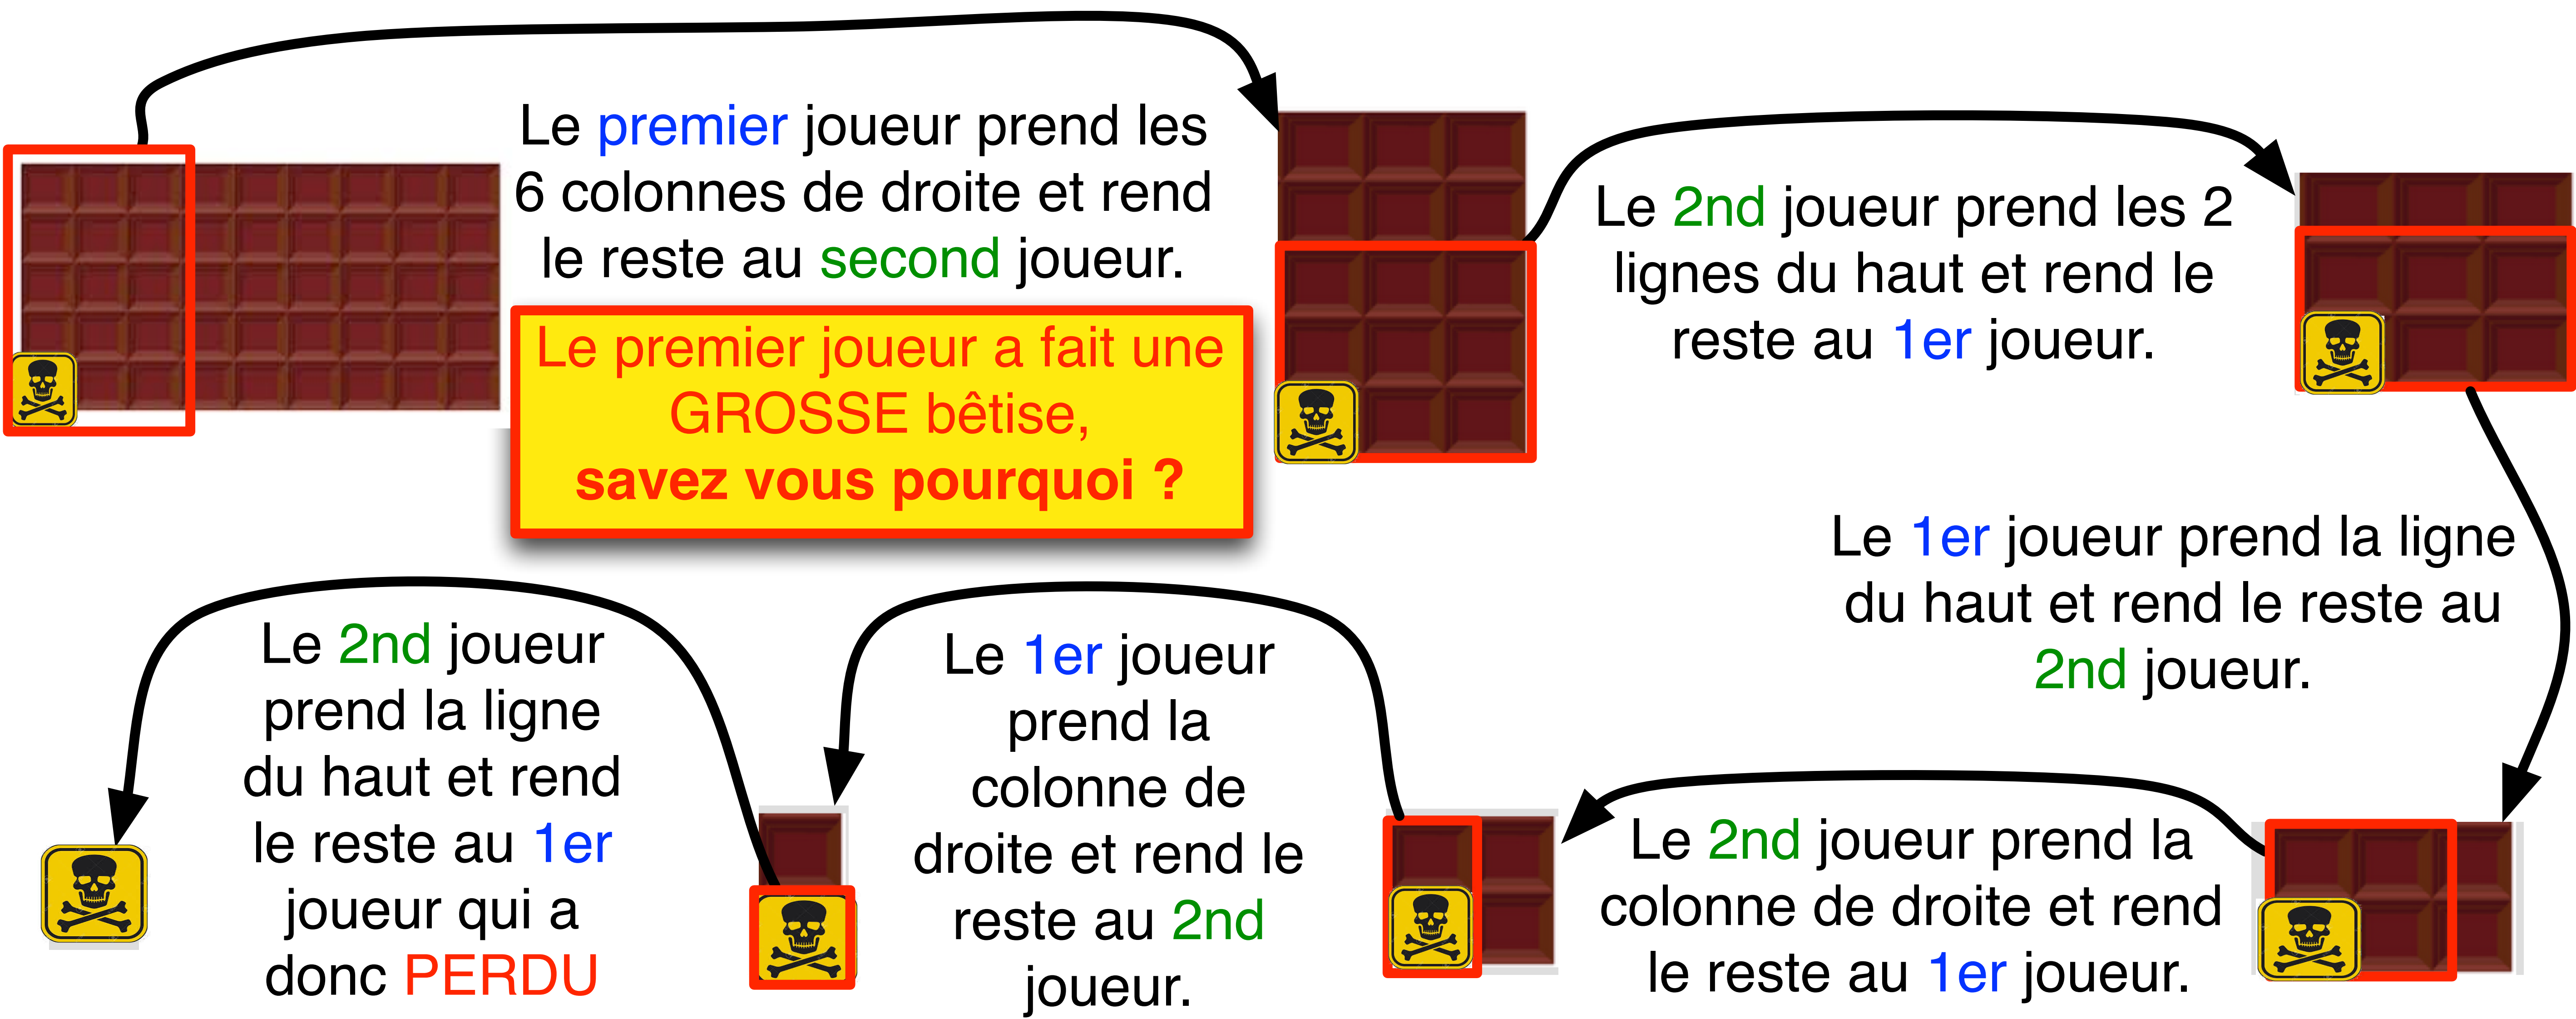 Le premier joueur prend les
6 colonnes de droite et rend
le reste au second joueur.
Le premier joueur a fait une
GROSSE bêtise,
savez vous pourquoi ?
Le 2nd joueur prend les 2
lignes du haut et rend le
reste au 1er joueur.
Le 1er joueur prend la ligne
du haut et rend le reste au
2nd joueur.
Le 2nd joueur prend la
colonne de droite et rend
le reste au 1er joueur.
Le 1er joueur
prend la
colonne de
droite et rend le
reste au 2nd
joueur.
Le 2nd joueur
prend la ligne
du haut et rend
le reste au 1er
joueur qui a
donc PERDU